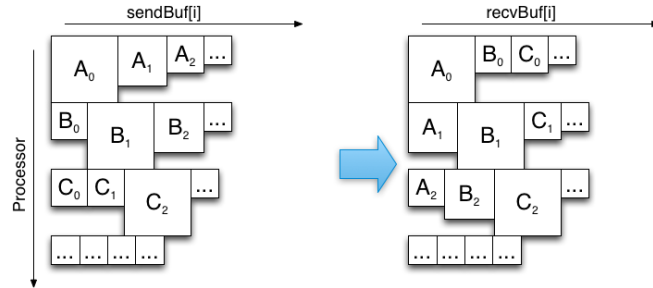 sendBuf[i] recvBuf[i]
Processor
A₀ A₁ A₂ ... A₀ B₀ C₀ ...
B₀ B₁ B₂ ... A₁ B₁ C₁ ...
C₀ C₁ C₂ ... A₂ B₂ C₂ ...
... ... ... ... ... ... ... ...